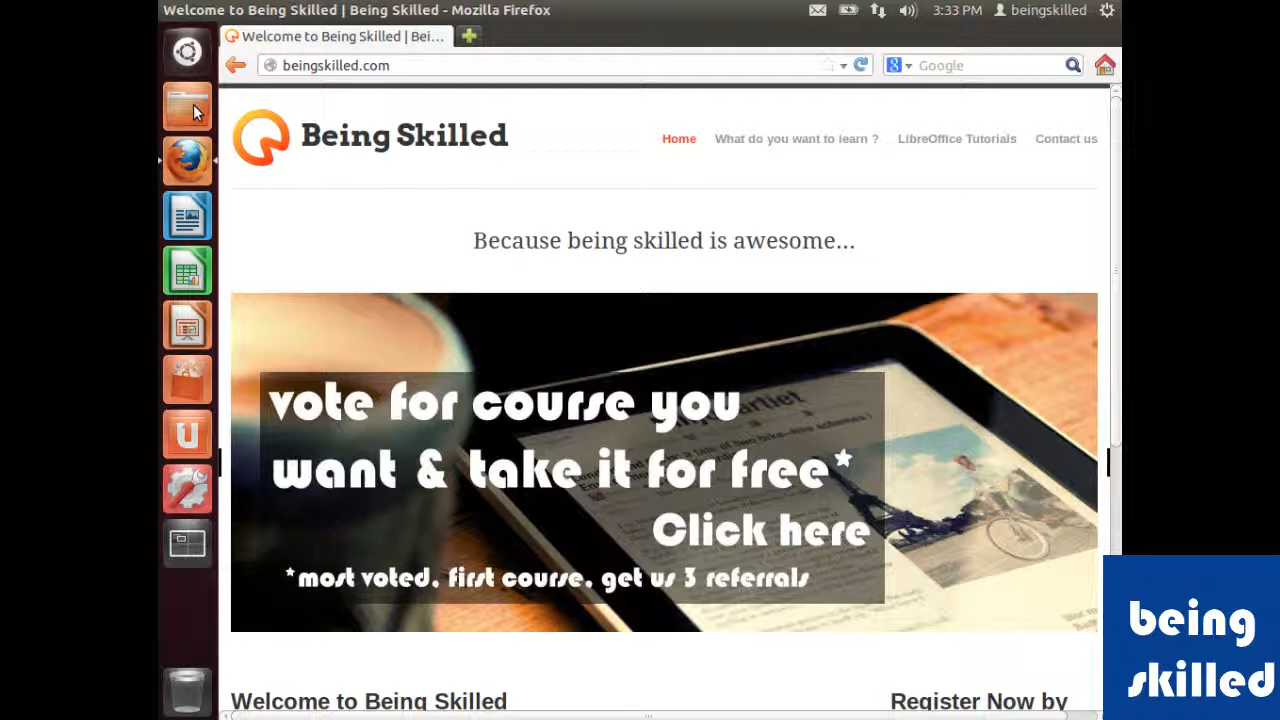 Welcome to Being Skilled | Being Skilled - Mozilla Firefox
3:33 PM
beingskilled
Welcome to Being Skilled | Bei...
beingskilled.com
Google
Being Skilled
Home
What do you want to learn ?
LibreOffice Tutorials
Contact us
Because being skilled is awesome...
vote for course you
want & take it for free*
Click here
*most voted, first course, get us 3 referrals
Welcome to Being Skilled
Register Now by
being
skilled